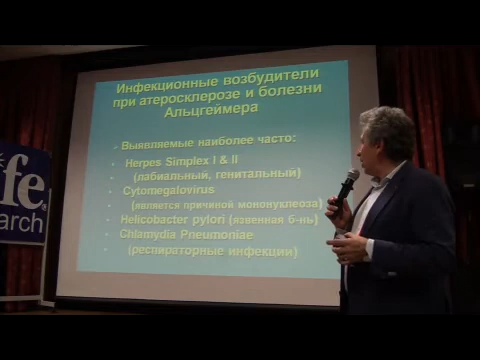 Инфекционные возбудители
при атеросклерозе и болезни
Альцгеймера
Выявляемые наиболее часто:
Herpes Simplex I & II
(лабиальный, генитальный)
Cytomegalovirus
(является причиной мононуклеоза)
Helicobacter pylori (язвенная б-нь)
Chlamydia Pneumoniae
(респираторные инфекции)
fe®
arch